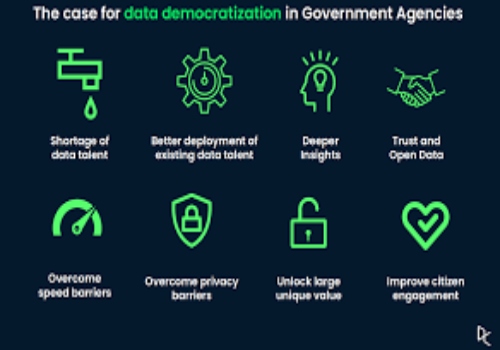 The case for data democratization in Government Agencies
Shortage of
data talent
Better deployment of
existing data talent
Deeper
Insights
Trust and
Open Data
Overcome
speed barriers
Overcome privacy
barriers
Unlock large
unique value
Improve citizen
engagement